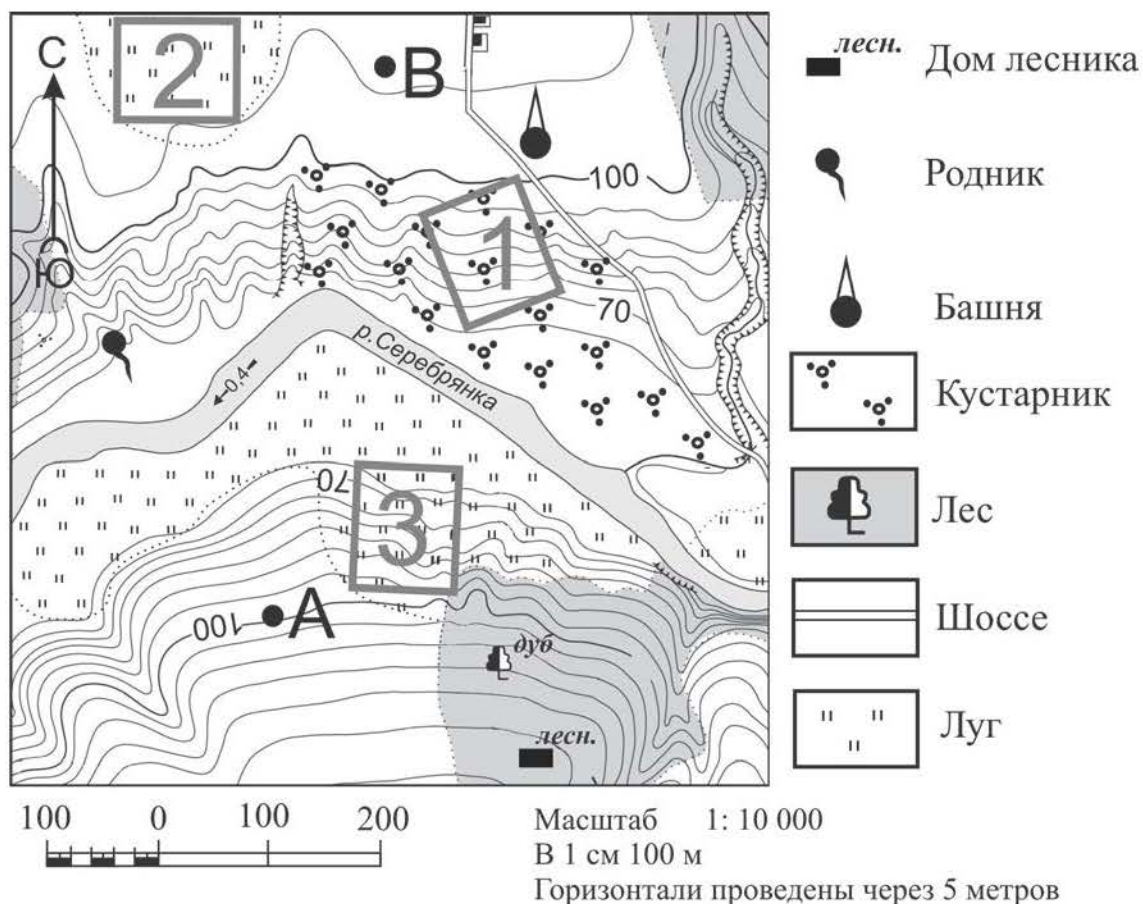 2
С
Ю
В
100
1
70
р. Серебрянка
0,4
70
3
100
А
дуб
лесн.
лесн.
Дом лесника
Родник
Башня
Кустарник
Лес
Шоссе
Луг
100 0 100 200
Масштаб 1: 10 000
В 1 см 100 м
Горизонтали проведены через 5 метров